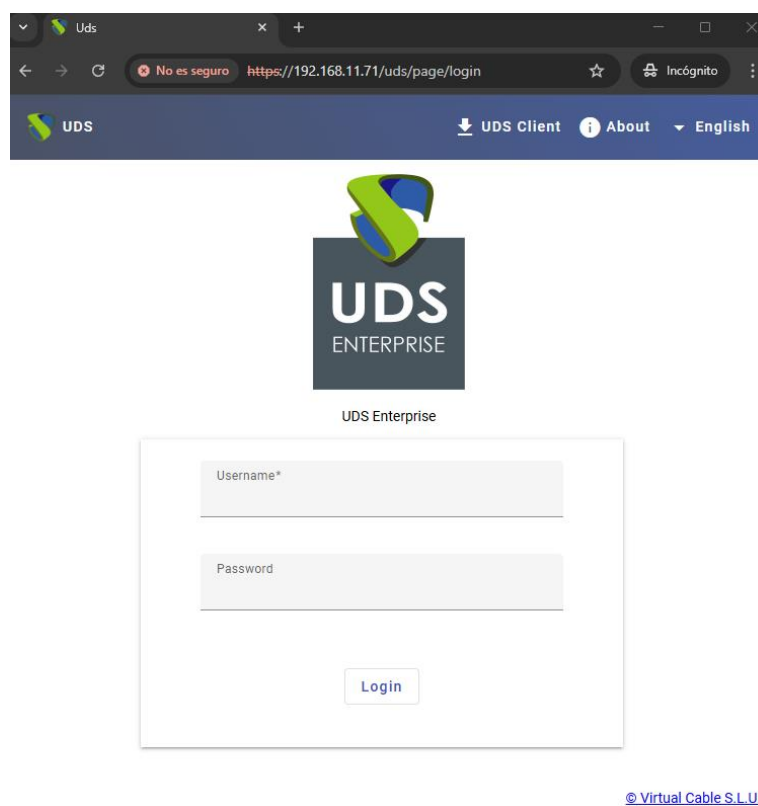 Uds
No es seguro https://192.168.11.71/uds/page/login Incógnito
UDS UDS Client About English
UDS
ENTERPRISE
UDS Enterprise
Username*
Password
Login
© Virtual Cable S.L.U